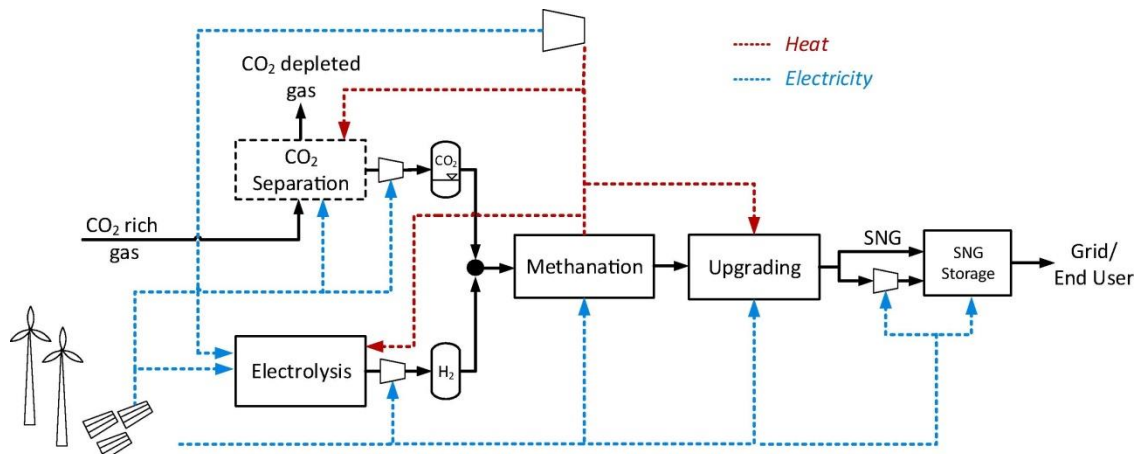 Heat
Electricity
CO₂ depleted
gas
CO₂
Separation
CO₂
CO₂ rich
gas
Methanation
Upgrading
SNG
SNG
Storage
Grid/
End User
Electrolysis
H₂